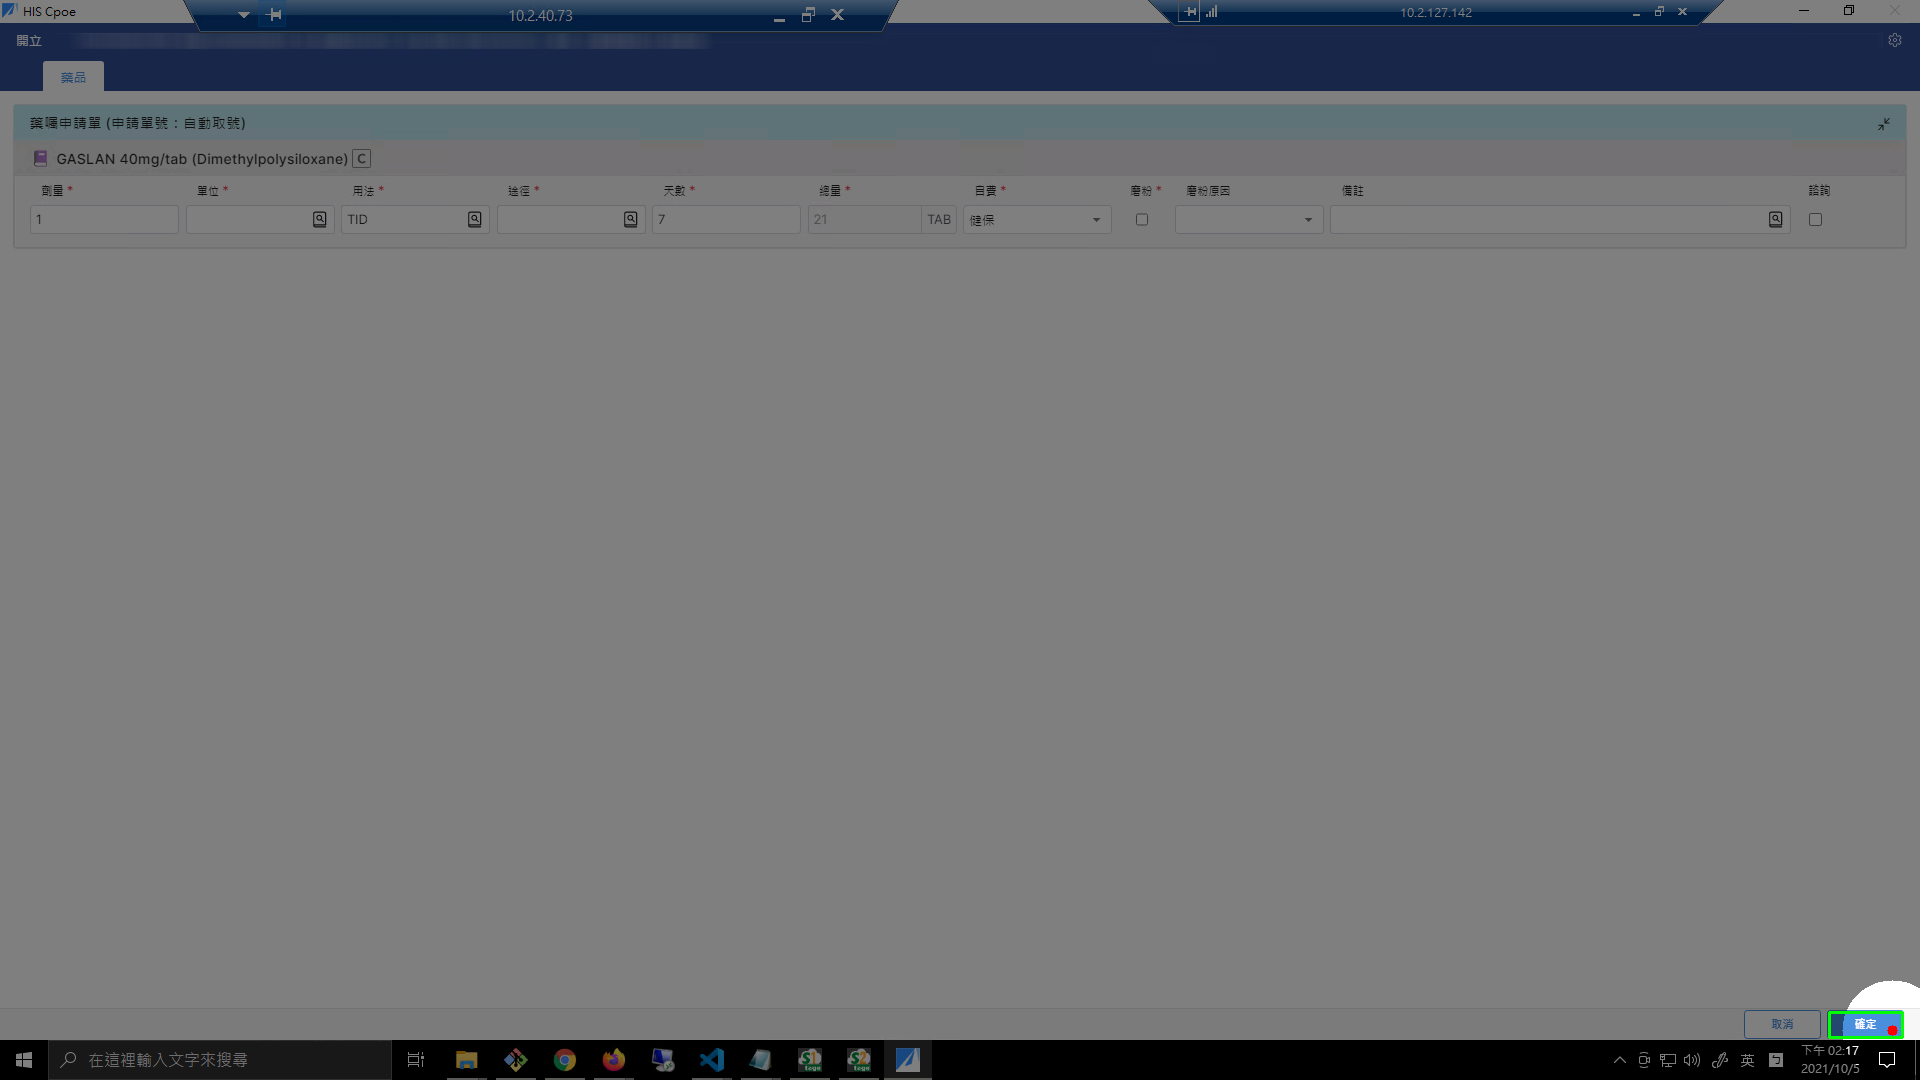 HIS Cpoe
10.2.40.73
10.2.127.142
開立
藥品
藥囑申請單 (申請單號：自動取號)
GASLAN 40mg/tab (Dimethylpolysiloxane) C
劑量 * 單位 * 用法 * 途徑 * 天數 * 總量 * 自費 * 磨粉 * 磨粉原因 備註 諮詢
1 TID 7 21 TAB 健保
取消 確定
在這裡輸入文字來搜尋
英
下午 02:17
2021/10/5